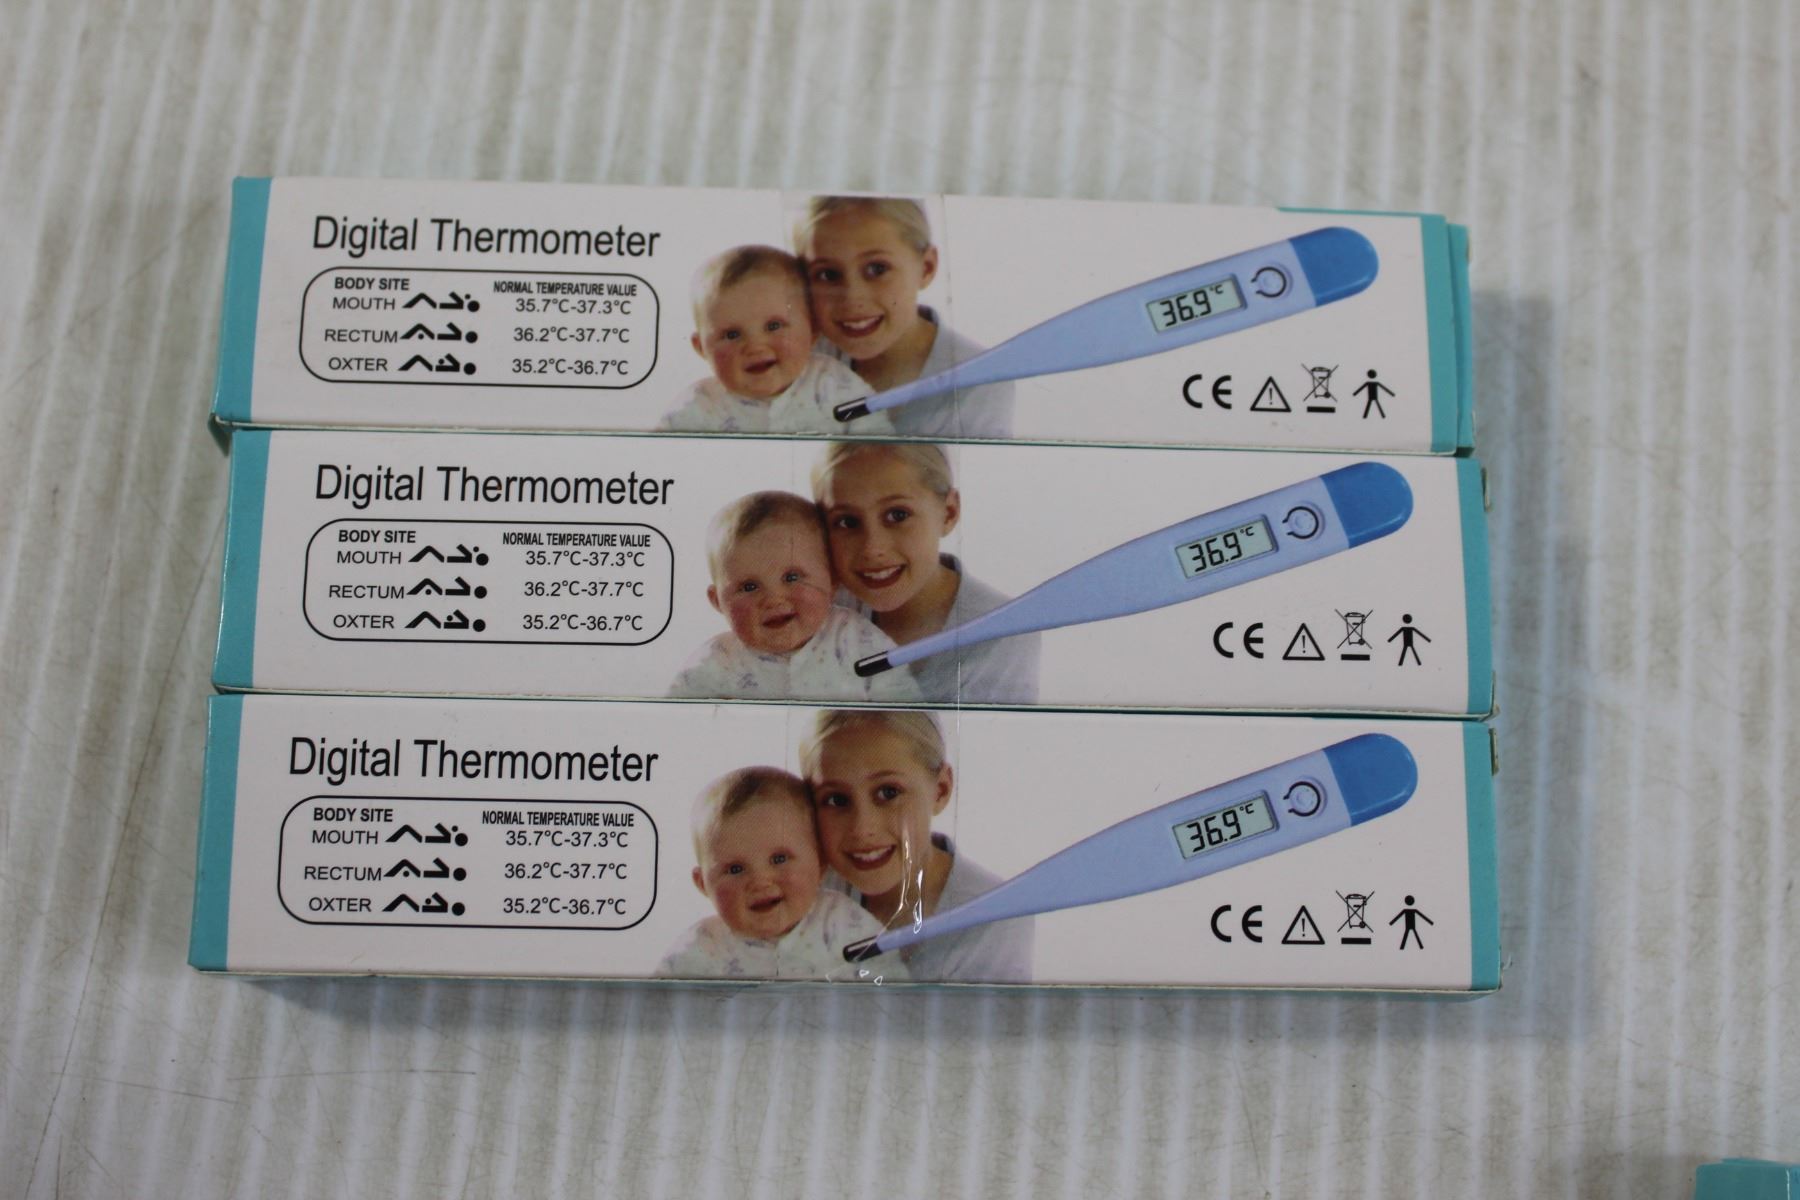 Digital Thermometer
BODY SITE NORMAL TEMPERATURE VALUE
MOUTH 35.7°C-37.3°C
RECTUM 36.2°C-37.7°C
OXTER 35.2°C-36.7°C
36.9°C
CE
Digital Thermometer
BODY SITE NORMAL TEMPERATURE VALUE
MOUTH 35.7°C-37.3°C
RECTUM 36.2°C-37.7°C
OXTER 35.2°C-36.7°C
36.9°C
CE
Digital Thermometer
BODY SITE NORMAL TEMPERATURE VALUE
MOUTH 35.7°C-37.3°C
RECTUM 36.2°C-37.7°C
OXTER 35.2°C-36.7°C
36.9°C
CE